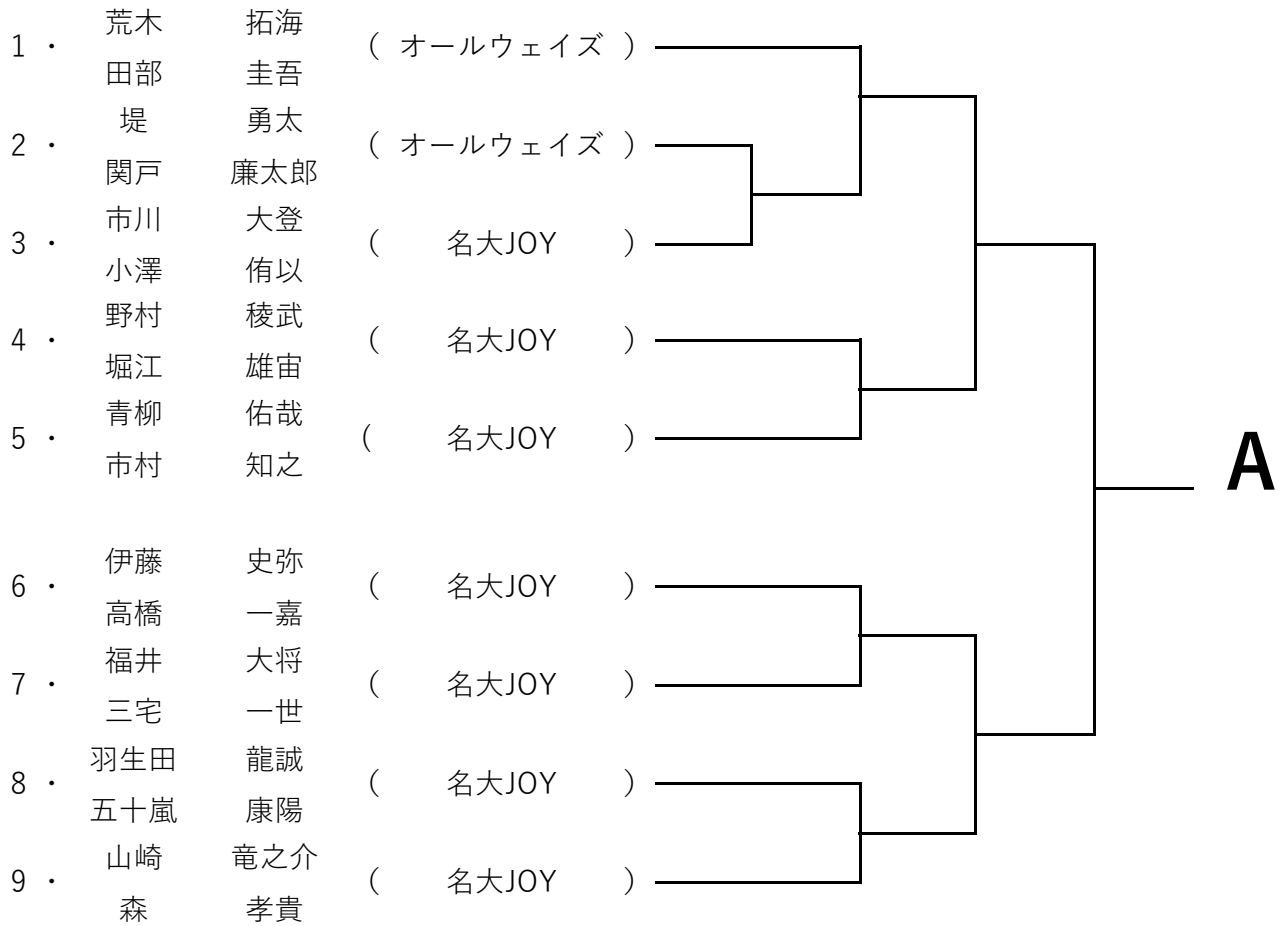 荒木 拓海
1 ・ ( オールウェイズ )
田部 圭吾
堤 勇太
2 ・ ( オールウェイズ )
関戸 廉太郎
市川 大登
3 ・ ( 名大JOY )
小澤 侑以
野村 稜武
4 ・ ( 名大JOY )
堀江 雄宙
青柳 佑哉
5 ・ ( 名大JOY )
市村 知之
A
伊藤 史弥
6 ・ ( 名大JOY )
高橋 一嘉
福井 大将
7 ・ ( 名大JOY )
三宅 一世
羽生田 龍誠
8 ・ ( 名大JOY )
五十嵐 康陽
山崎 竜之介
9 ・ ( 名大JOY )
森 孝貴